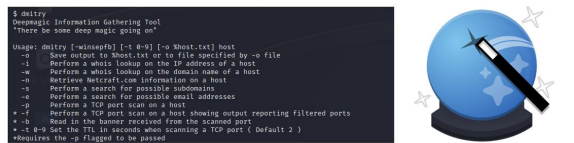 $ dmitry
Deepmagic Information Gathering Tool
"There be some deep magic going on"
Usage: dmitry [-winsepfb] [-t 0-9] [-o %host.txt] host
-o Save output to %host.txt or to file specified by -o file
-i Perform a whois lookup on the IP address of a host
-w Perform a whois lookup on the domain name of a host
-n Retrieve Netcraft.com information on a host
-s Perform a search for possible subdomains
-e Perform a search for possible email addresses
-p Perform a TCP port scan on a host
* -f Perform a TCP port scan on a host showing output reporting filtered ports
* -b Read in the banner received from the scanned port
* -t 0-9 Set the TTL in seconds when scanning a TCP port ( Default 2 )
*Requires the -p flagged to be passed